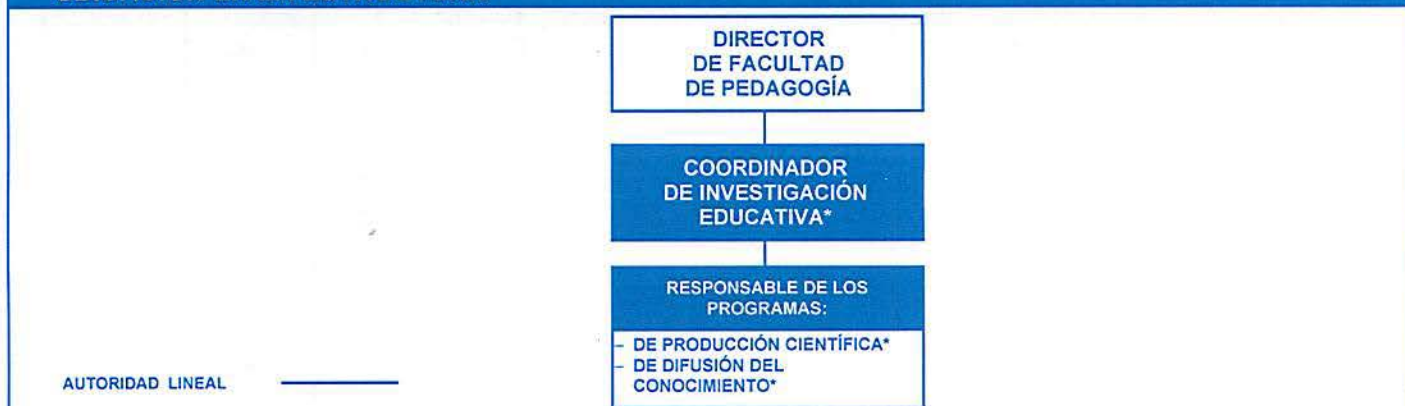 DIRECTOR
DE FACULTAD
DE PEDAGOGÍA
COORDINADOR
DE INVESTIGACIÓN
EDUCATIVA*
RESPONSABLE DE LOS
PROGRAMAS:
– DE PRODUCCIÓN CIENTÍFICA*
– DE DIFUSIÓN DEL
CONOCIMIENTO*
AUTORIDAD LINEAL